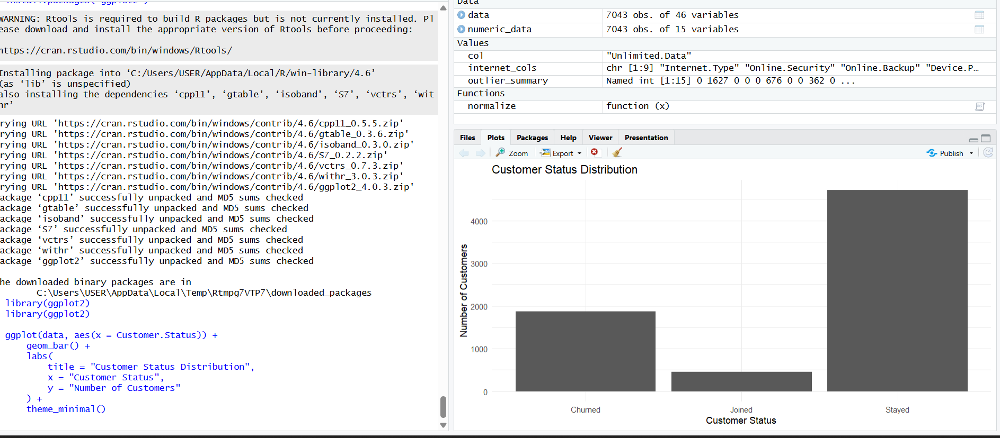 install.packages("ggplot2")
WARNING: Rtools is required to build R packages but is not currently installed. Pl
ease download and install the appropriate version of Rtools before proceeding:
https://cran.rstudio.com/bin/windows/Rtools/
Installing package into ‘C:/Users/USER/AppData/Local/R/win-library/4.6’
(as ‘lib’ is unspecified)
also installing the dependencies ‘cpp11’, ‘gtable’, ‘isoband’, ‘S7’, ‘vctrs’, ‘wit
hr’
rying URL 'https://cran.rstudio.com/bin/windows/contrib/4.6/cpp11_0.5.5.zip'
rying URL 'https://cran.rstudio.com/bin/windows/contrib/4.6/gtable_0.3.6.zip'
rying URL 'https://cran.rstudio.com/bin/windows/contrib/4.6/isoband_0.3.0.zip'
rying URL 'https://cran.rstudio.com/bin/windows/contrib/4.6/S7_0.2.2.zip'
rying URL 'https://cran.rstudio.com/bin/windows/contrib/4.6/vctrs_0.7.3.zip'
rying URL 'https://cran.rstudio.com/bin/windows/contrib/4.6/withr_3.0.3.zip'
rying URL 'https://cran.rstudio.com/bin/windows/contrib/4.6/ggplot2_4.0.3.zip'
ackage ‘cpp11’ successfully unpacked and MD5 sums checked
ackage ‘gtable’ successfully unpacked and MD5 sums checked
ackage ‘isoband’ successfully unpacked and MD5 sums checked
ackage ‘S7’ successfully unpacked and MD5 sums checked
ackage ‘vctrs’ successfully unpacked and MD5 sums checked
ackage ‘withr’ successfully unpacked and MD5 sums checked
ackage ‘ggplot2’ successfully unpacked and MD5 sums checked
he downloaded binary packages are in
C:\Users\USER\AppData\Local\Temp\Rtmpg7VTP7\downloaded_packages
library(ggplot2)
library(ggplot2)
ggplot(data, aes(x = Customer.Status)) +
geom_bar() +
labs(
title = "Customer Status Distribution",
x = "Customer Status",
y = "Number of Customers"
) +
theme_minimal()
Data
data 7043 obs. of 46 variables
numeric_data 7043 obs. of 15 variables
Values
col "Unlimited.Data"
internet_cols chr [1:9] "Internet.Type" "Online.Security" "Online.Backup" "Device.P…
outlier_summary Named int [1:15] 0 1627 0 0 0 676 0 0 362 0 ...
Functions
normalize function (x)
Files Plots Packages Help Viewer Presentation
Zoom Export Publish
Customer Status Distribution
Number of Customers
4000
3000
2000
1000
0
Churned Joined Stayed
Customer Status